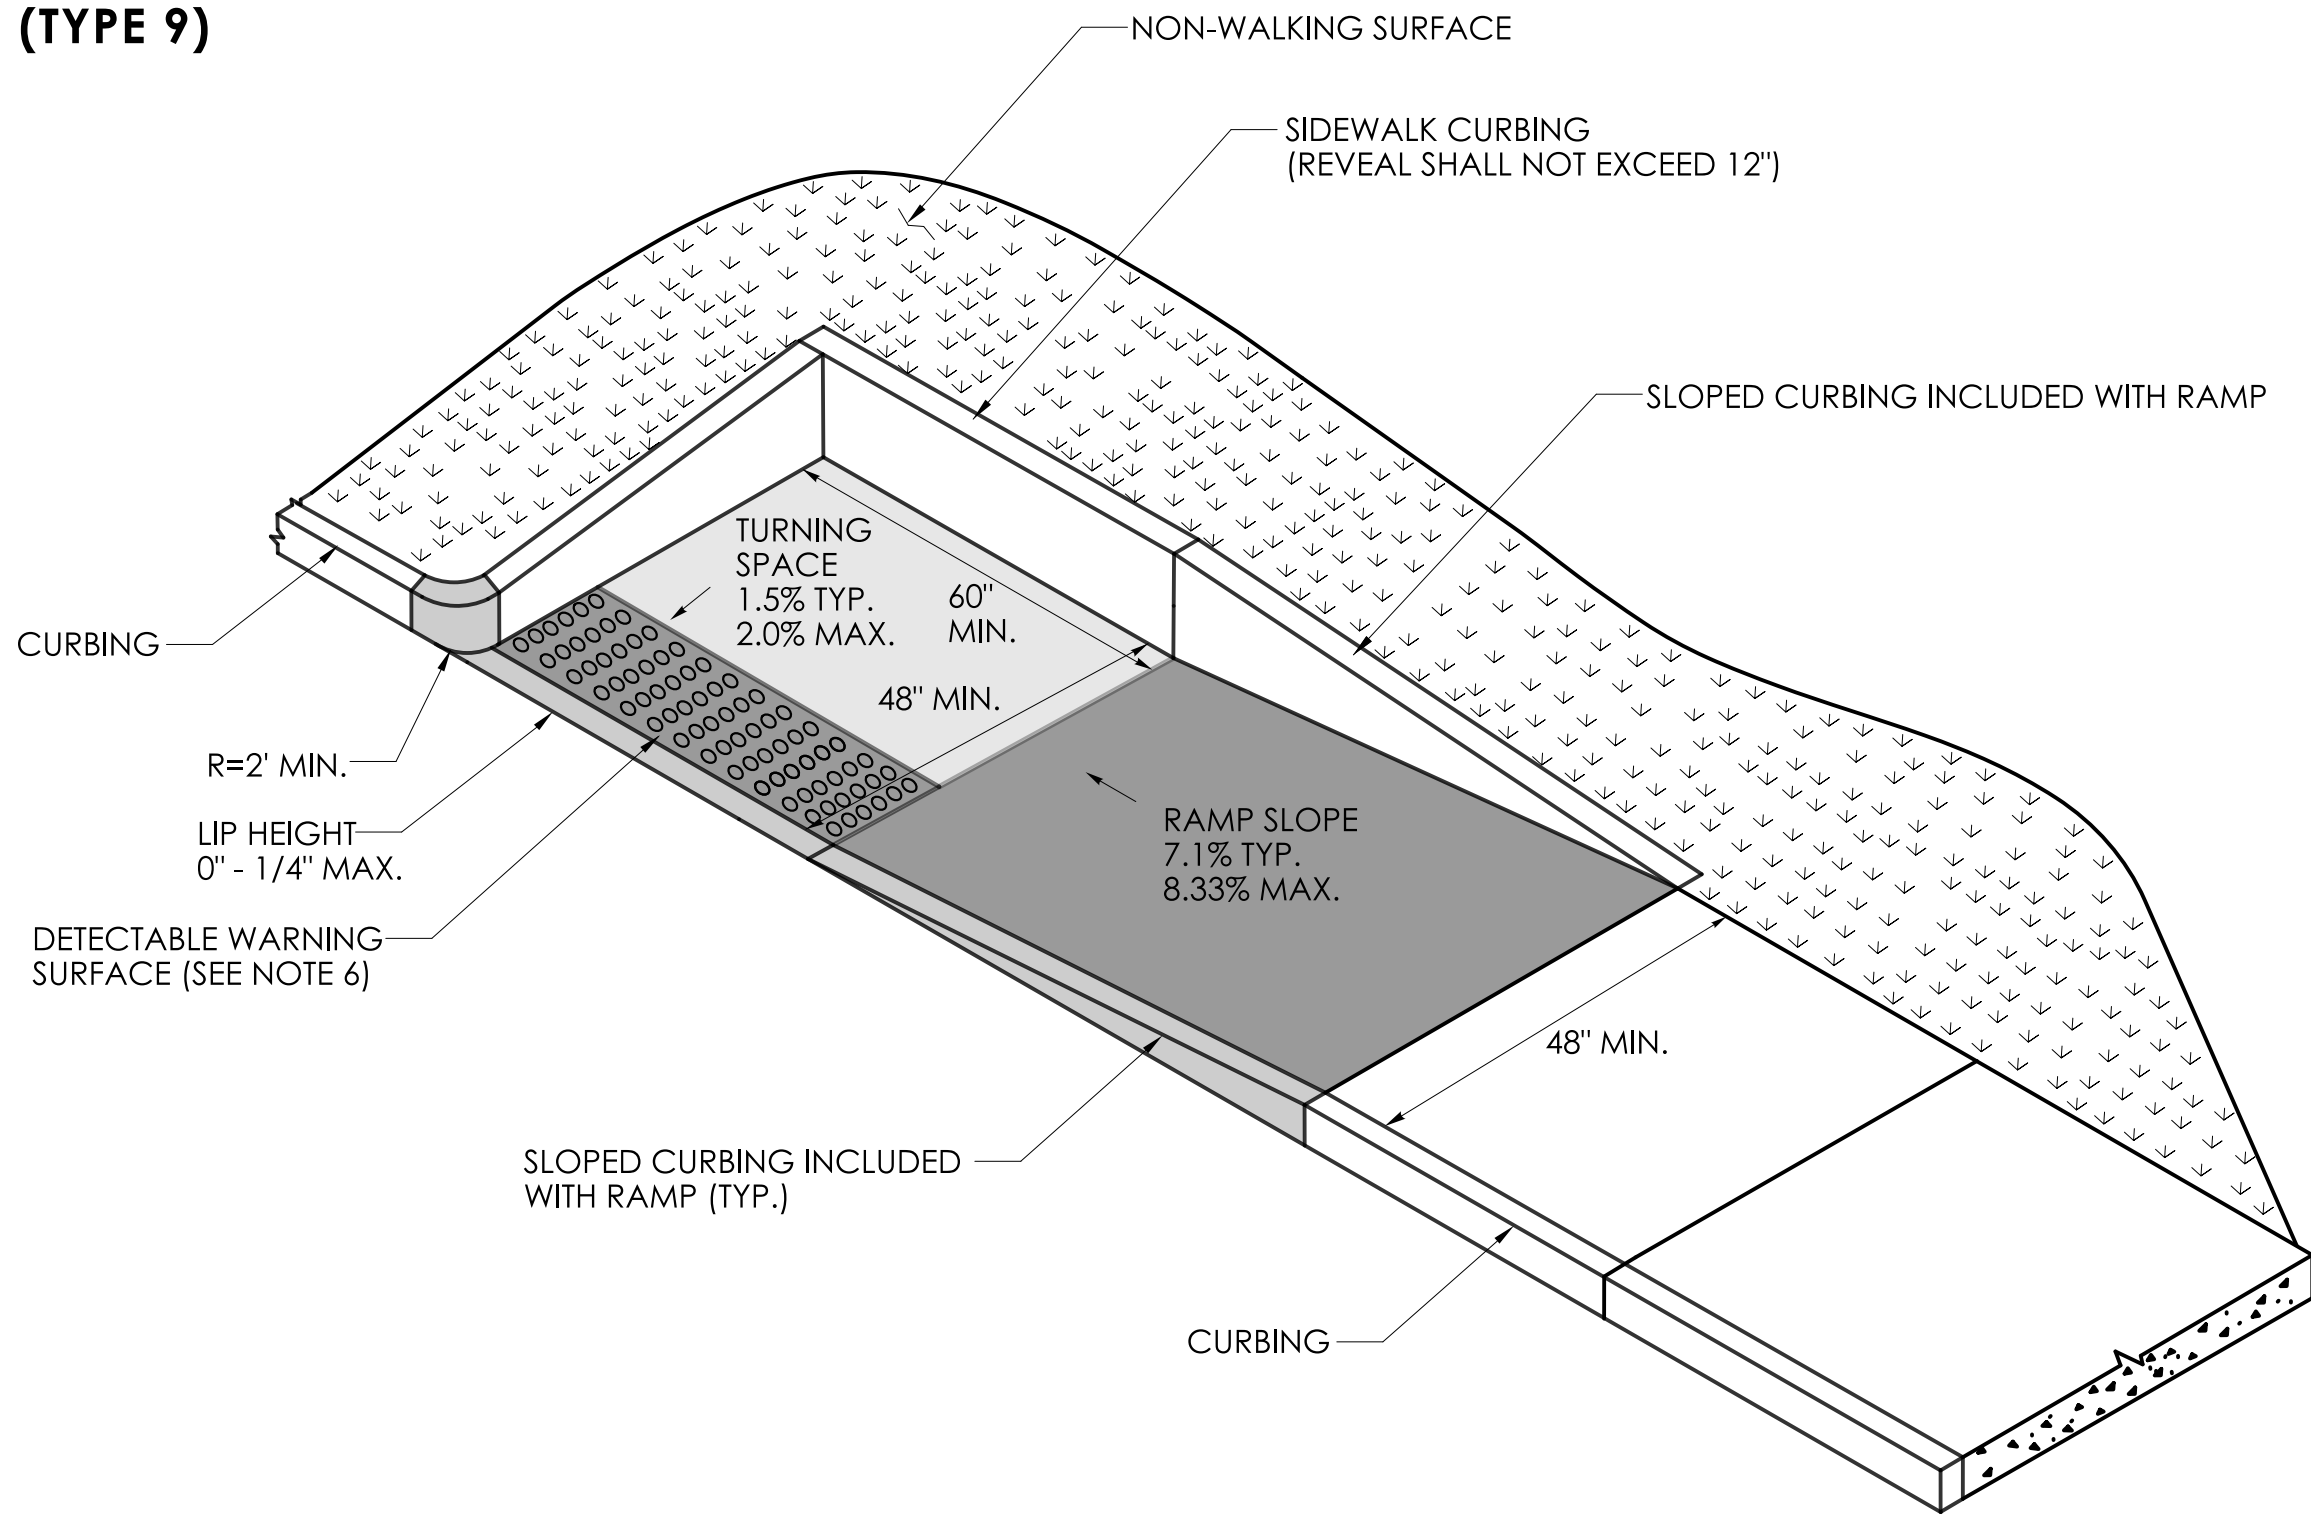 (TYPE 9)
NON-WALKING SURFACE
SIDEWALK CURBING
(REVEAL SHALL NOT EXCEED 12")
SLOPED CURBING INCLUDED WITH RAMP
TURNING
SPACE
1.5% TYP.
2.0% MAX.
60"
MIN.
48" MIN.
CURBING
R=2' MIN.
LIP HEIGHT
0" - 1/4" MAX.
DETECTABLE WARNING
SURFACE (SEE NOTE 6)
RAMP SLOPE
7.1% TYP.
8.33% MAX.
48" MIN.
SLOPED CURBING INCLUDED
WITH RAMP (TYP.)
CURBING